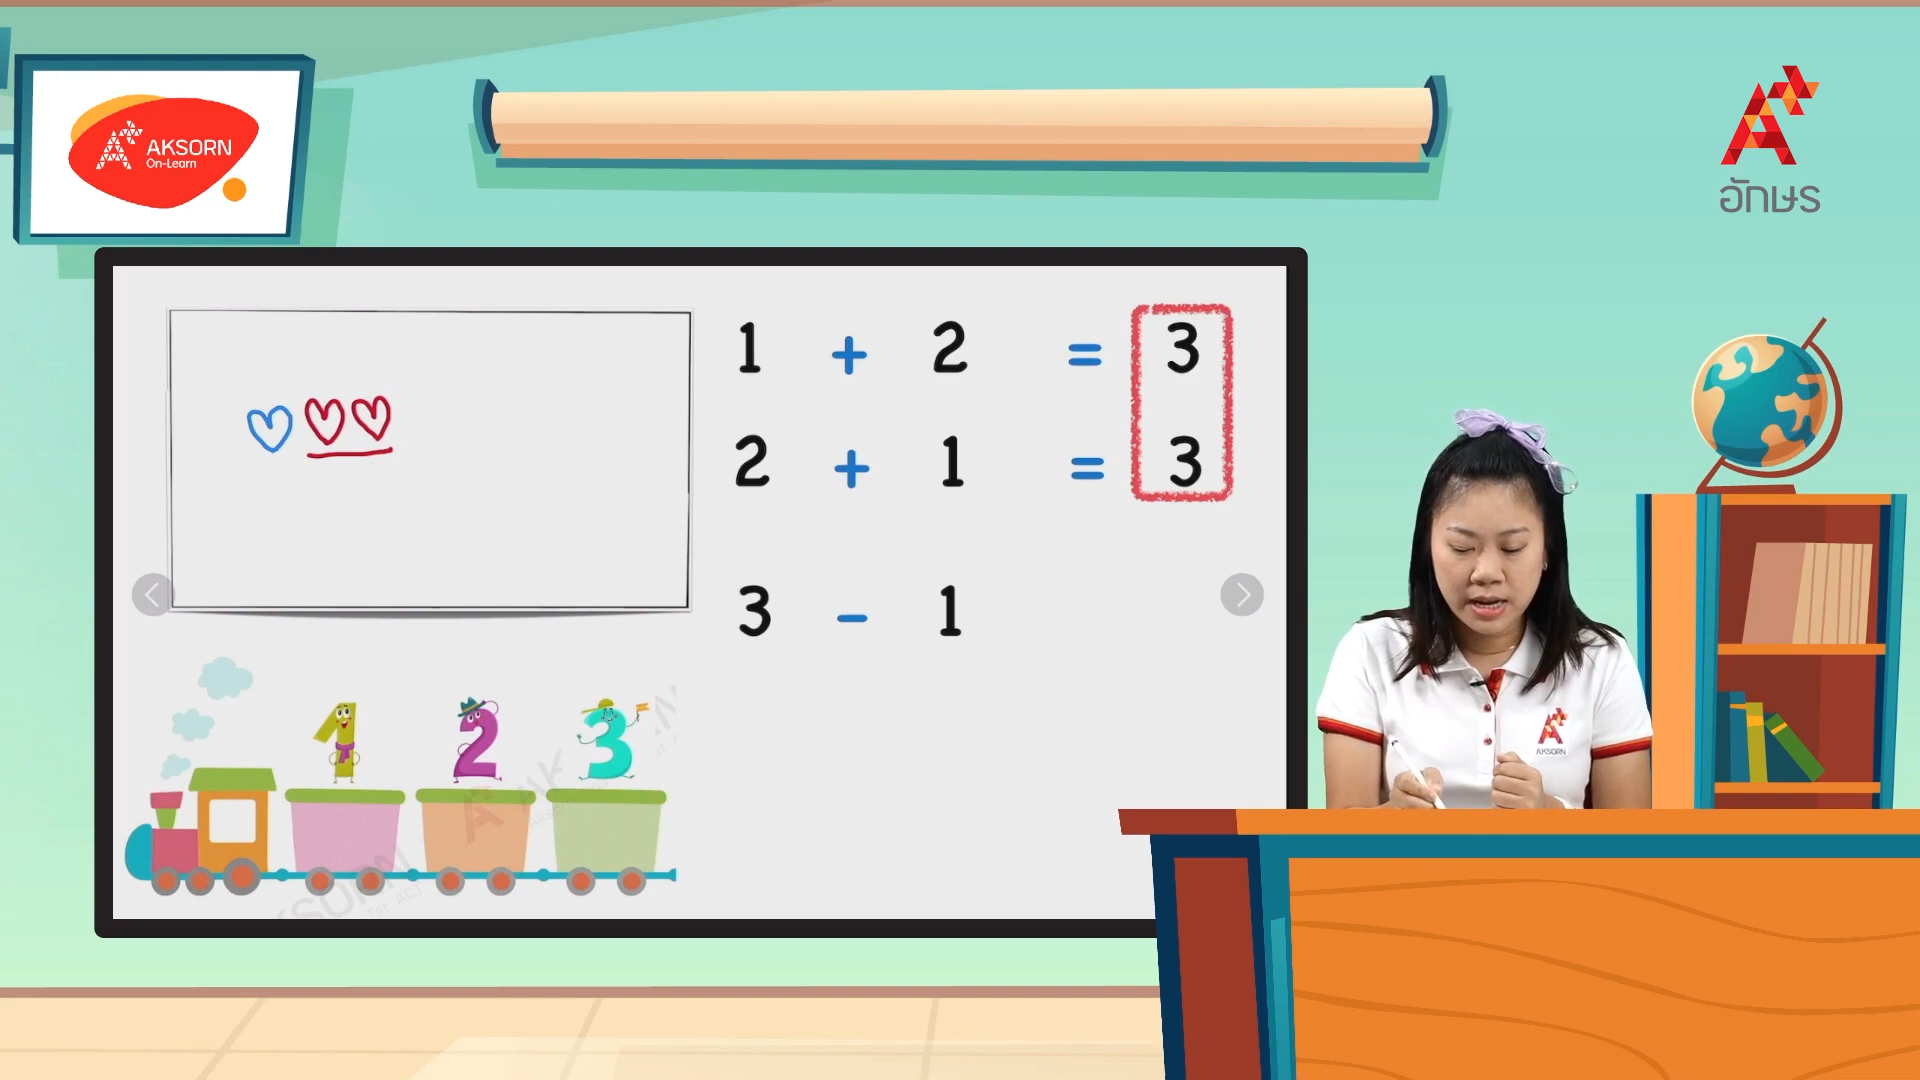 AKSORN
On-Learn
อักษร
1 + 2 = 3
2 + 1 = 3
3 - 1
1 2 3
AKSORN